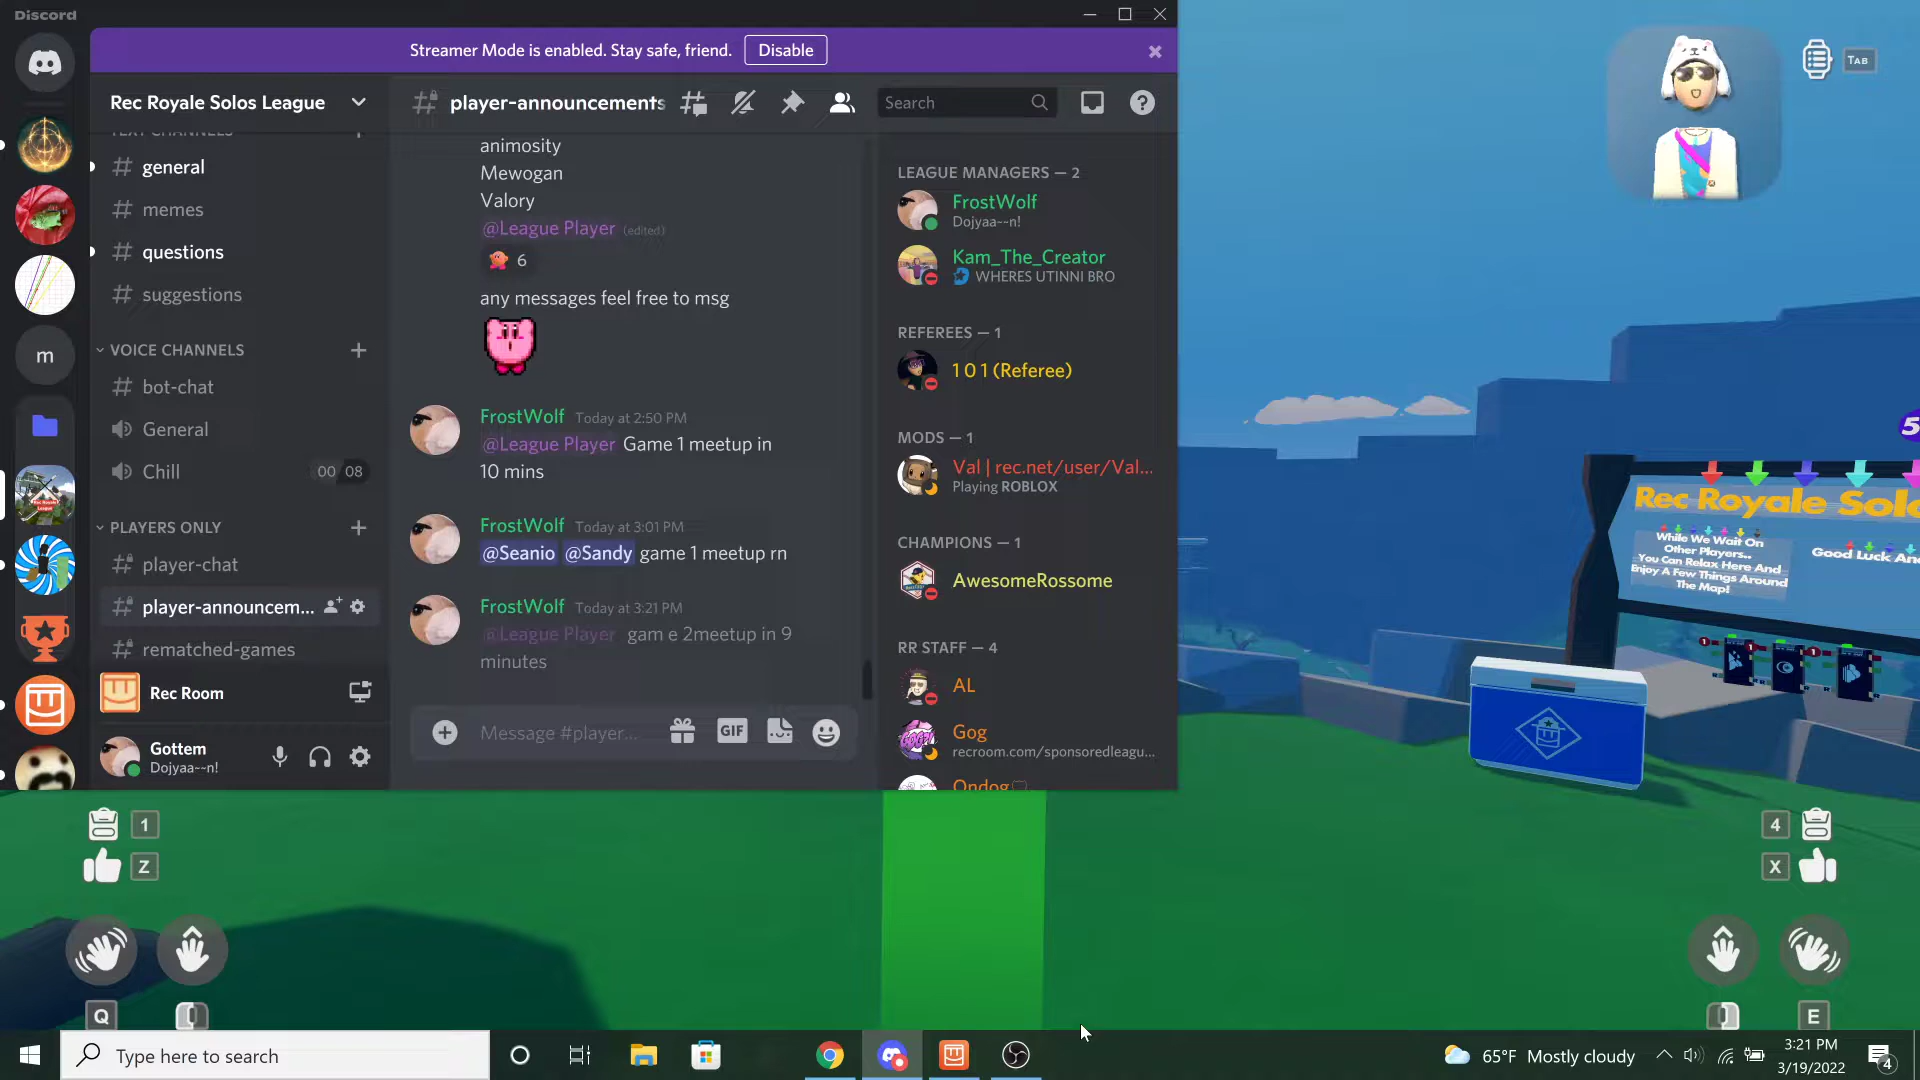 Discord
Streamer Mode is enabled. Stay safe, friend.
Disable
Rec Royale Solos League
player-announcements
Search
TEXT CHANNELS
general
memes
questions
suggestions
VOICE CHANNELS
bot-chat
General
Chill
00 08
PLAYERS ONLY
player-chat
player-announcem...
rematched-games
Rec Room
Gottem
Dojyaa~~n!
m
animosity
Mewogan
Valory
@League Player (edited)
6
any messages feel free to msg
FrostWolf Today at 2:50 PM
@League Player Game 1 meetup in
10 mins
FrostWolf Today at 3:01 PM
@Seanio @Sandy game 1 meetup rn
FrostWolf Today at 3:21 PM
@League Player gam e 2meetup in 9
minutes
Message #player...
GIF
LEAGUE MANAGERS — 2
FrostWolf
Dojyaa~~n!
Kam_The_Creator
WHERES UTINNI BRO
REFEREES — 1
1 0 1 (Referee)
MODS — 1
Val | rec.net/user/Val...
Playing ROBLOX
CHAMPIONS — 1
AwesomeRossome
RR STAFF — 4
AL
Gog
recroom.com/sponsoredleagu...
Ondog
TAB
5
Rec Royale Solo
While We Wait On
Other Players..
You Can Relax Here And
Enjoy A Few Things Around
The Map!
Good Luck An
1
Z
Q
4
X
E
Type here to search
65°F Mostly cloudy
3:21 PM
3/19/2022
4